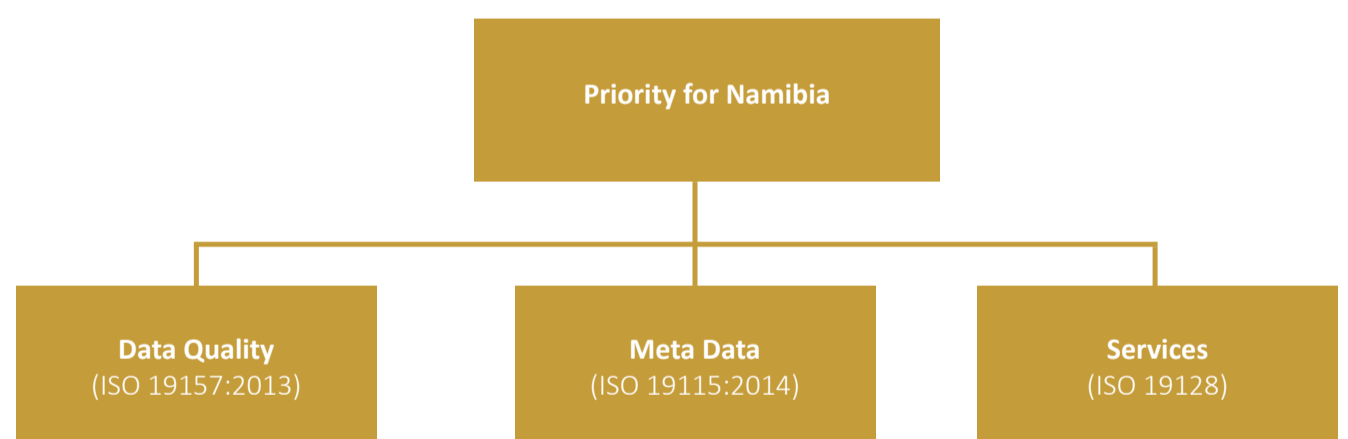 Priority for Namibia
Data Quality
(ISO 19157:2013)
Meta Data
(ISO 19115:2014)
Services
(ISO 19128)